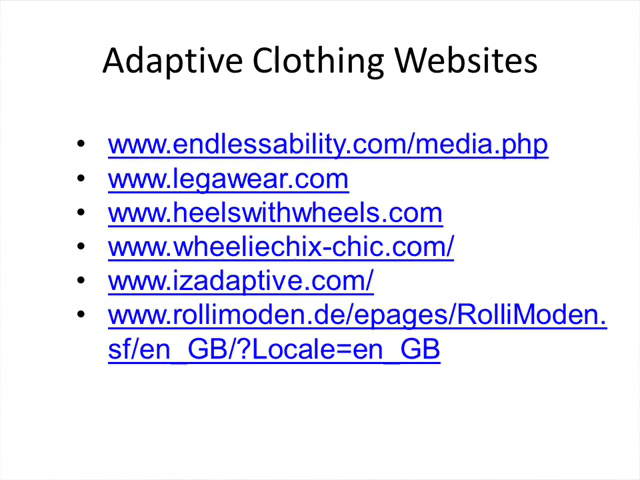 Adaptive Clothing Websites
• www.endlessability.com/media.php
• www.legawear.com
• www.heelswithwheels.com
• www.wheeliechix-chic.com/
• www.izadaptive.com/
• www.rollimoden.de/epages/RolliModen.
sf/en_GB/?Locale=en_GB